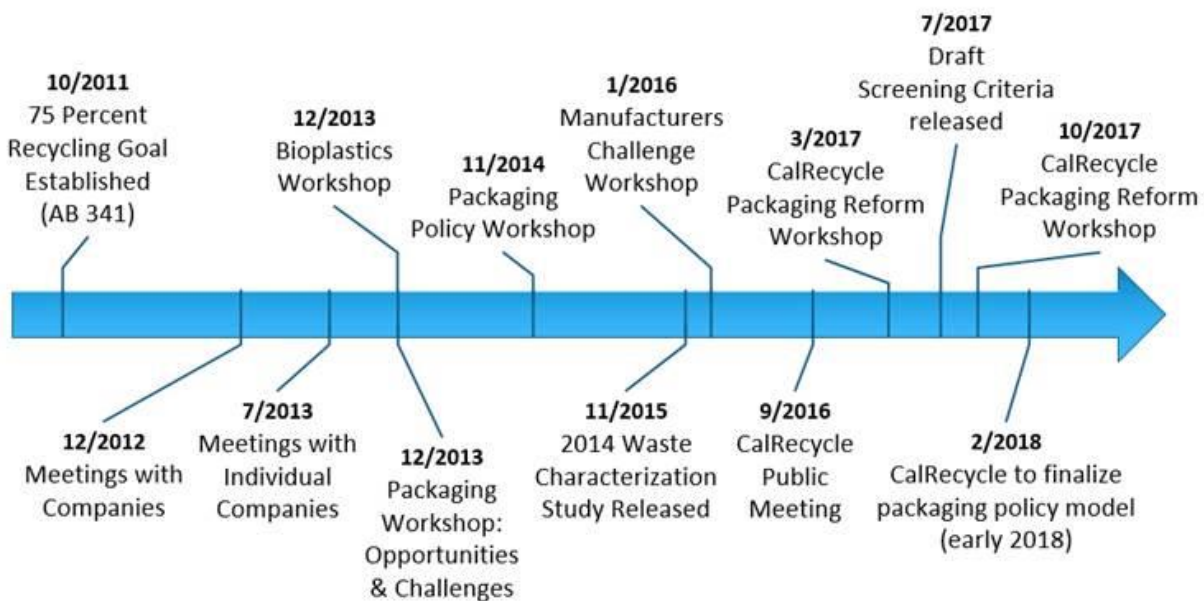 10/2011
75 Percent
Recycling Goal
Established
(AB 341)
12/2013
Bioplastics
Workshop
11/2014
Packaging
Policy Workshop
1/2016
Manufacturers
Challenge
Workshop
3/2017
CalRecycle
Packaging Reform
Workshop
7/2017
Draft
Screening Criteria
released
10/2017
CalRecycle
Packaging Reform
Workshop
12/2012
Meetings with
Companies
7/2013
Meetings with
Individual
Companies
12/2013
Packaging
Workshop:
Opportunities
& Challenges
11/2015
2014 Waste
Characterization
Study Released
9/2016
CalRecycle
Public
Meeting
2/2018
CalRecycle to finalize
packaging policy model
(early 2018)